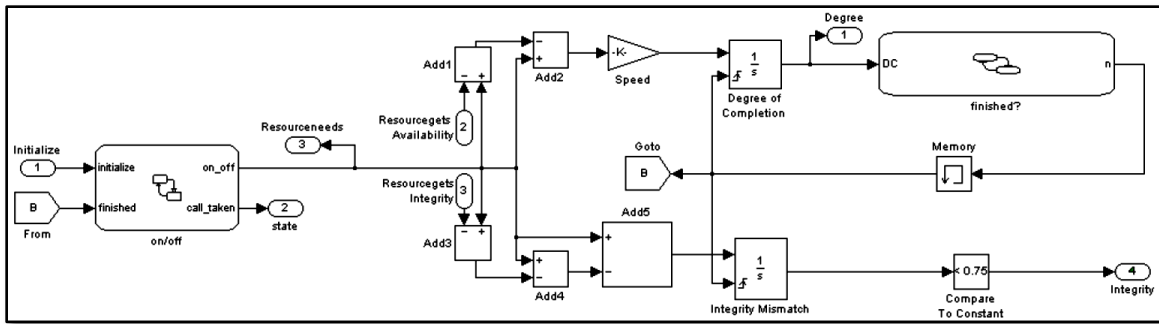 Degree
1
Add1
Add2
-K-
Speed
1
s
Degree of
Completion
DC
n
finished?
Resourcegets
Availability
2
Resourceneeds
3
Initialize
1
initialize
on_off
finished
call_taken
on/off
B
From
2
state
Resourcegets
Integrity
3
Goto
B
Memory
Add3
Add4
Add5
1
s
Integrity Mismatch
< 0.75
Compare
To Constant
4
Integrity